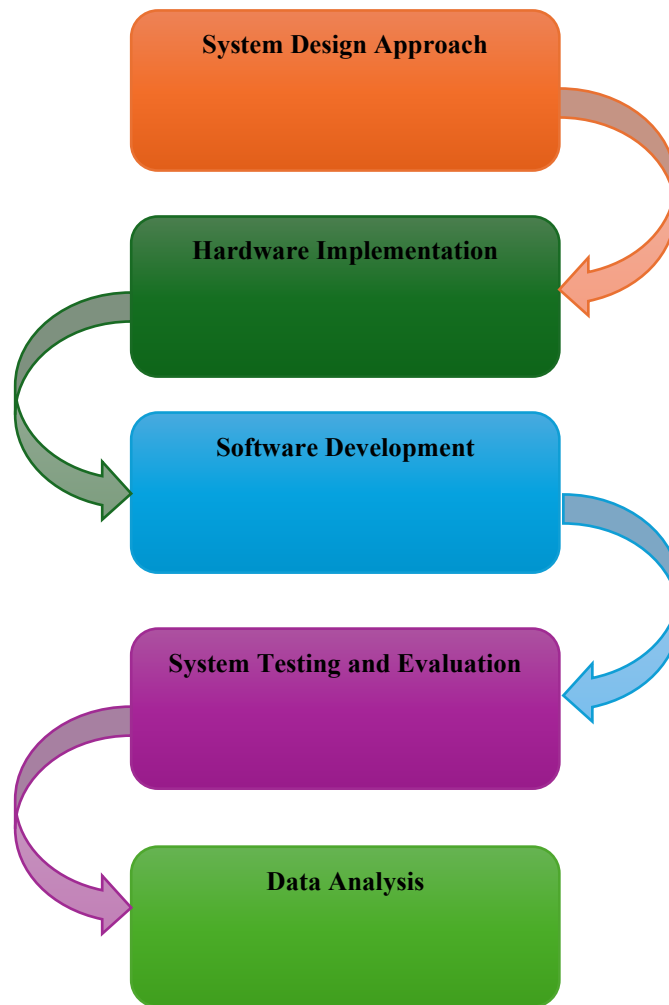 System Design Approach
Hardware Implementation
Software Development
System Testing and Evaluation
Data Analysis